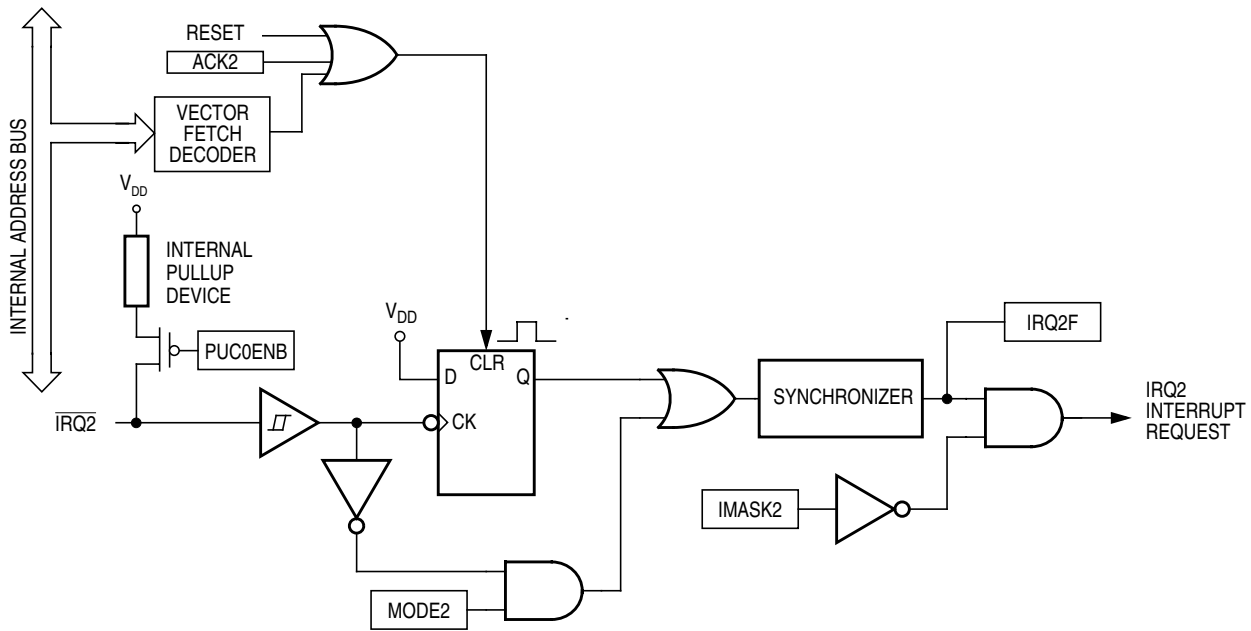 INTERNAL ADDRESS BUS
RESET
ACK2
VECTOR
FETCH
DECODER
VDD
INTERNAL
PULLUP
DEVICE
PUC0ENB
IRQ2
VDD
CLR
D
Q
CK
MODE2
SYNCHRONIZER
IRQ2F
IMASK2
IRQ2
INTERRUPT
REQUEST